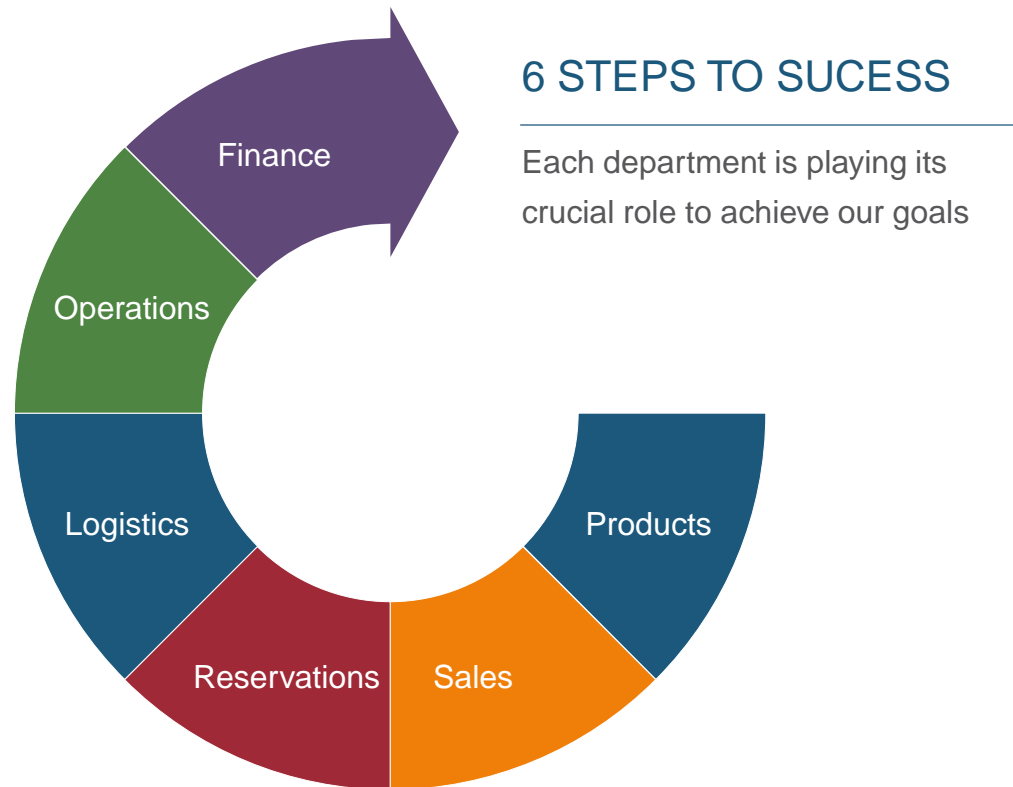 6 STEPS TO SUCESS
Each department is playing its
crucial role to achieve our goals
Finance
Operations
Logistics
Products
Reservations
Sales